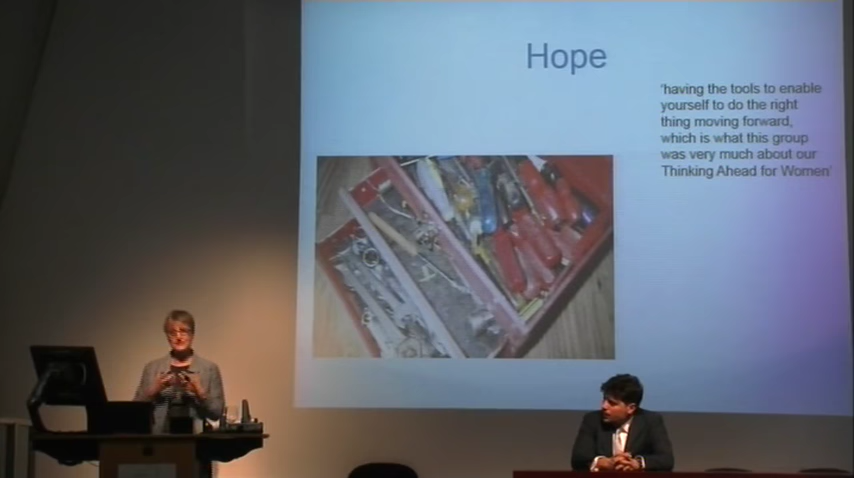 Hope
'having the tools to enable
yourself to do the right
thing moving forward,
which is what this group
was very much about our
Thinking Ahead for Women'